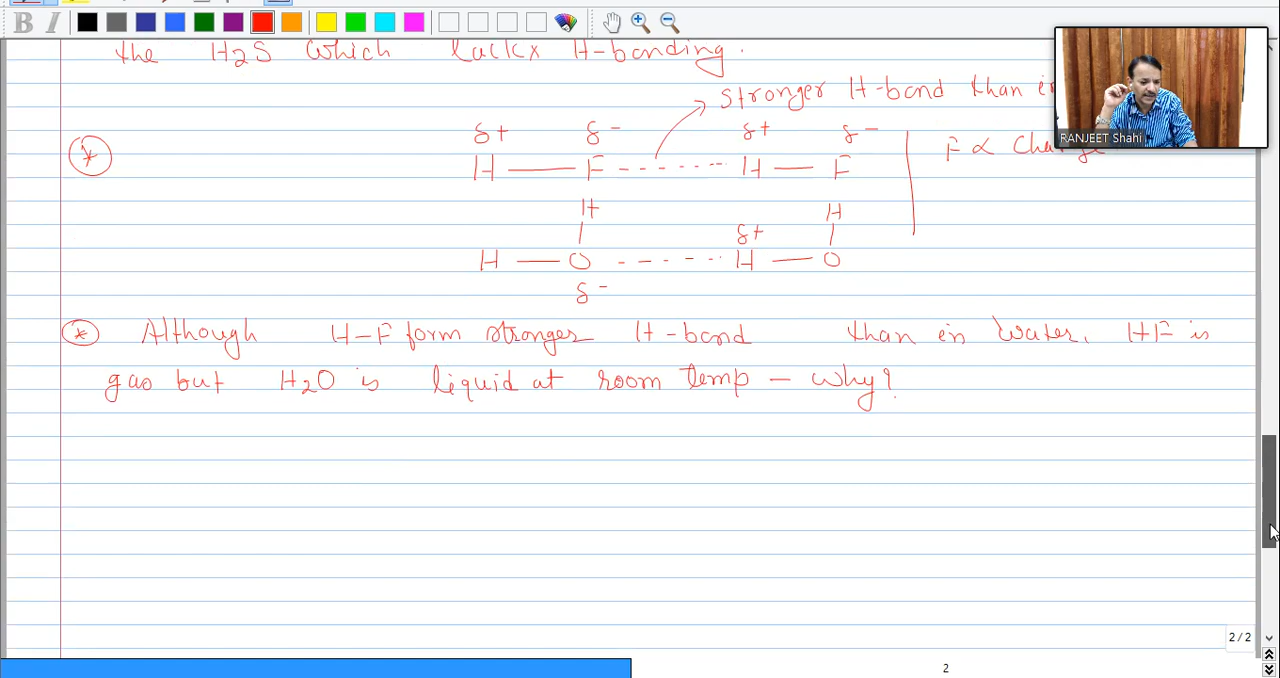 B I
the H2S which lackx H-bonding.
Stronger H-bond than in
RANJEET Shahi
δ+ δ- δ+ δ-
H — F ------ H — F
F ∝ Charge
H H
δ+
H — O ------ H — O
δ-
Although H-F form stronger H-bond than in water, HF is
gas but H2O is liquid at room temp - why?
2 / 2
2